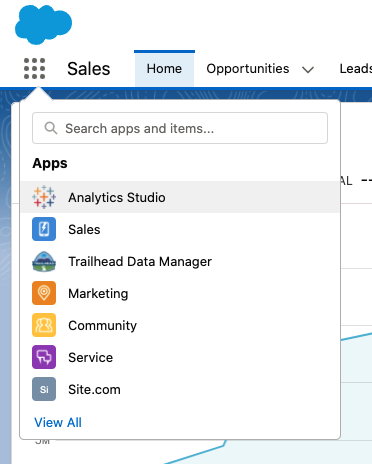 Sales Home Opportunities Leads
Search apps and items...
Apps
AL --
Analytics Studio
Sales
Trailhead Data Manager
Marketing
Community
Service
Si Site.com
View All
5M